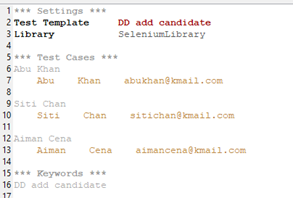 1 *** Settings ***
2 Test Template    DD add candidate
3 Library          SeleniumLibrary
4
5 *** Test Cases ***
6 Abu Khan
7     Abu    Khan    abukhan@kmail.com
8
9 Siti Chan
10     Siti    Chan    sitichan@kmail.com
11
12 Aiman Cena
13     Aiman    Cena    aimancena@kmail.com
14
15 *** Keywords ***
16 DD add candidate
17